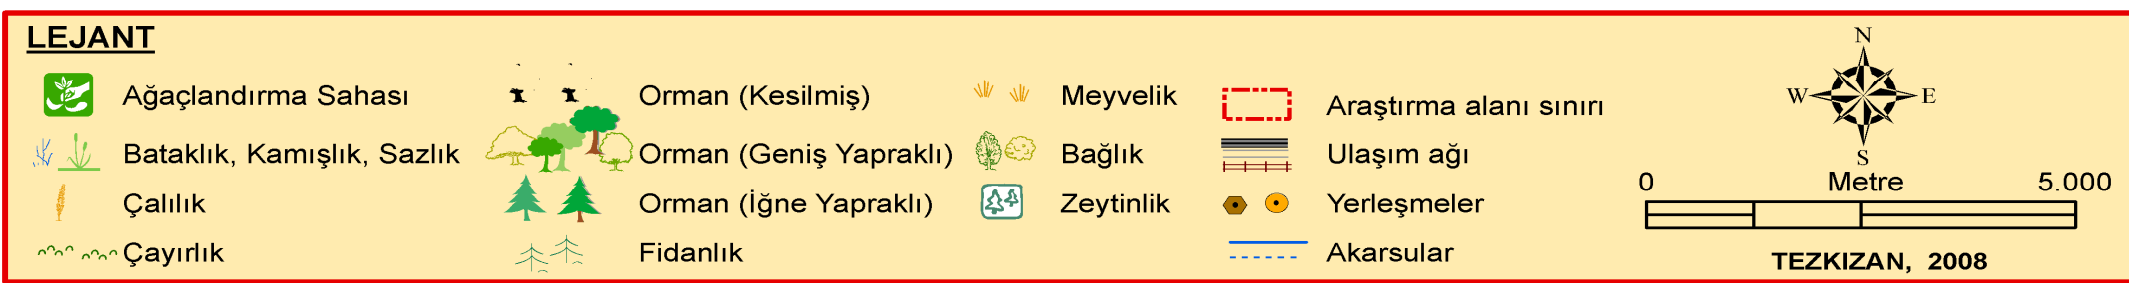 LEJANT
Ağaçlandırma Sahası
Bataklık, Kamışlık, Sazlık
Çalılık
Çayırlık
Orman (Kesilmiş)
Orman (Geniş Yapraklı)
Orman (İğne Yapraklı)
Fidanlık
Meyvelik
Bağlık
Zeytinlik
Araştırma alanı sınırı
Ulaşım ağı
Yerleşmeler
Akarsular
N
W E
S
0 Metre 5.000
TEZKIZAN, 2008